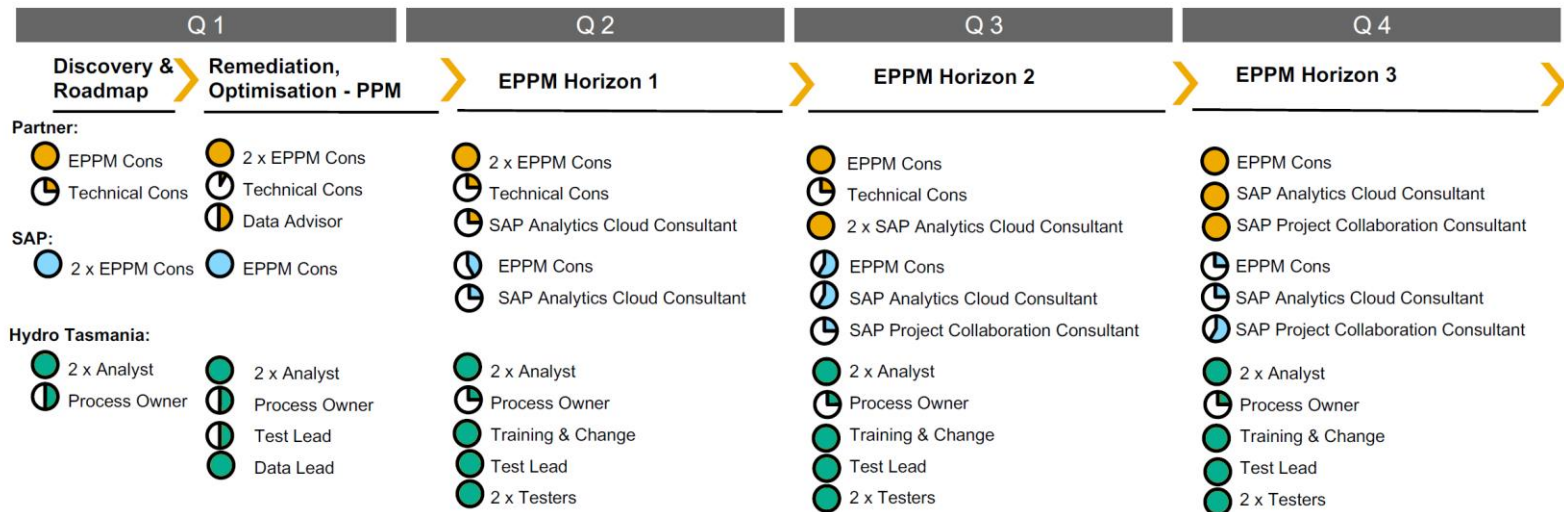 Q 1
Q 2
Q 3
Q 4
Discovery &
Roadmap
Remediation,
Optimisation - PPM
EPPM Horizon 1
EPPM Horizon 2
EPPM Horizon 3
Partner:
EPPM Cons
Technical Cons
2 x EPPM Cons
Technical Cons
Data Advisor
2 x EPPM Cons
Technical Cons
SAP Analytics Cloud Consultant
EPPM Cons
Technical Cons
2 x SAP Analytics Cloud Consultant
EPPM Cons
SAP Analytics Cloud Consultant
SAP Project Collaboration Consultant
SAP:
2 x EPPM Cons
EPPM Cons
EPPM Cons
SAP Analytics Cloud Consultant
EPPM Cons
SAP Analytics Cloud Consultant
SAP Project Collaboration Consultant
EPPM Cons
SAP Analytics Cloud Consultant
SAP Project Collaboration Consultant
Hydro Tasmania:
2 x Analyst
Process Owner
2 x Analyst
Process Owner
Test Lead
Data Lead
2 x Analyst
Process Owner
Training & Change
Test Lead
2 x Testers
2 x Analyst
Process Owner
Training & Change
Test Lead
2 x Testers
2 x Analyst
Process Owner
Training & Change
Test Lead
2 x Testers